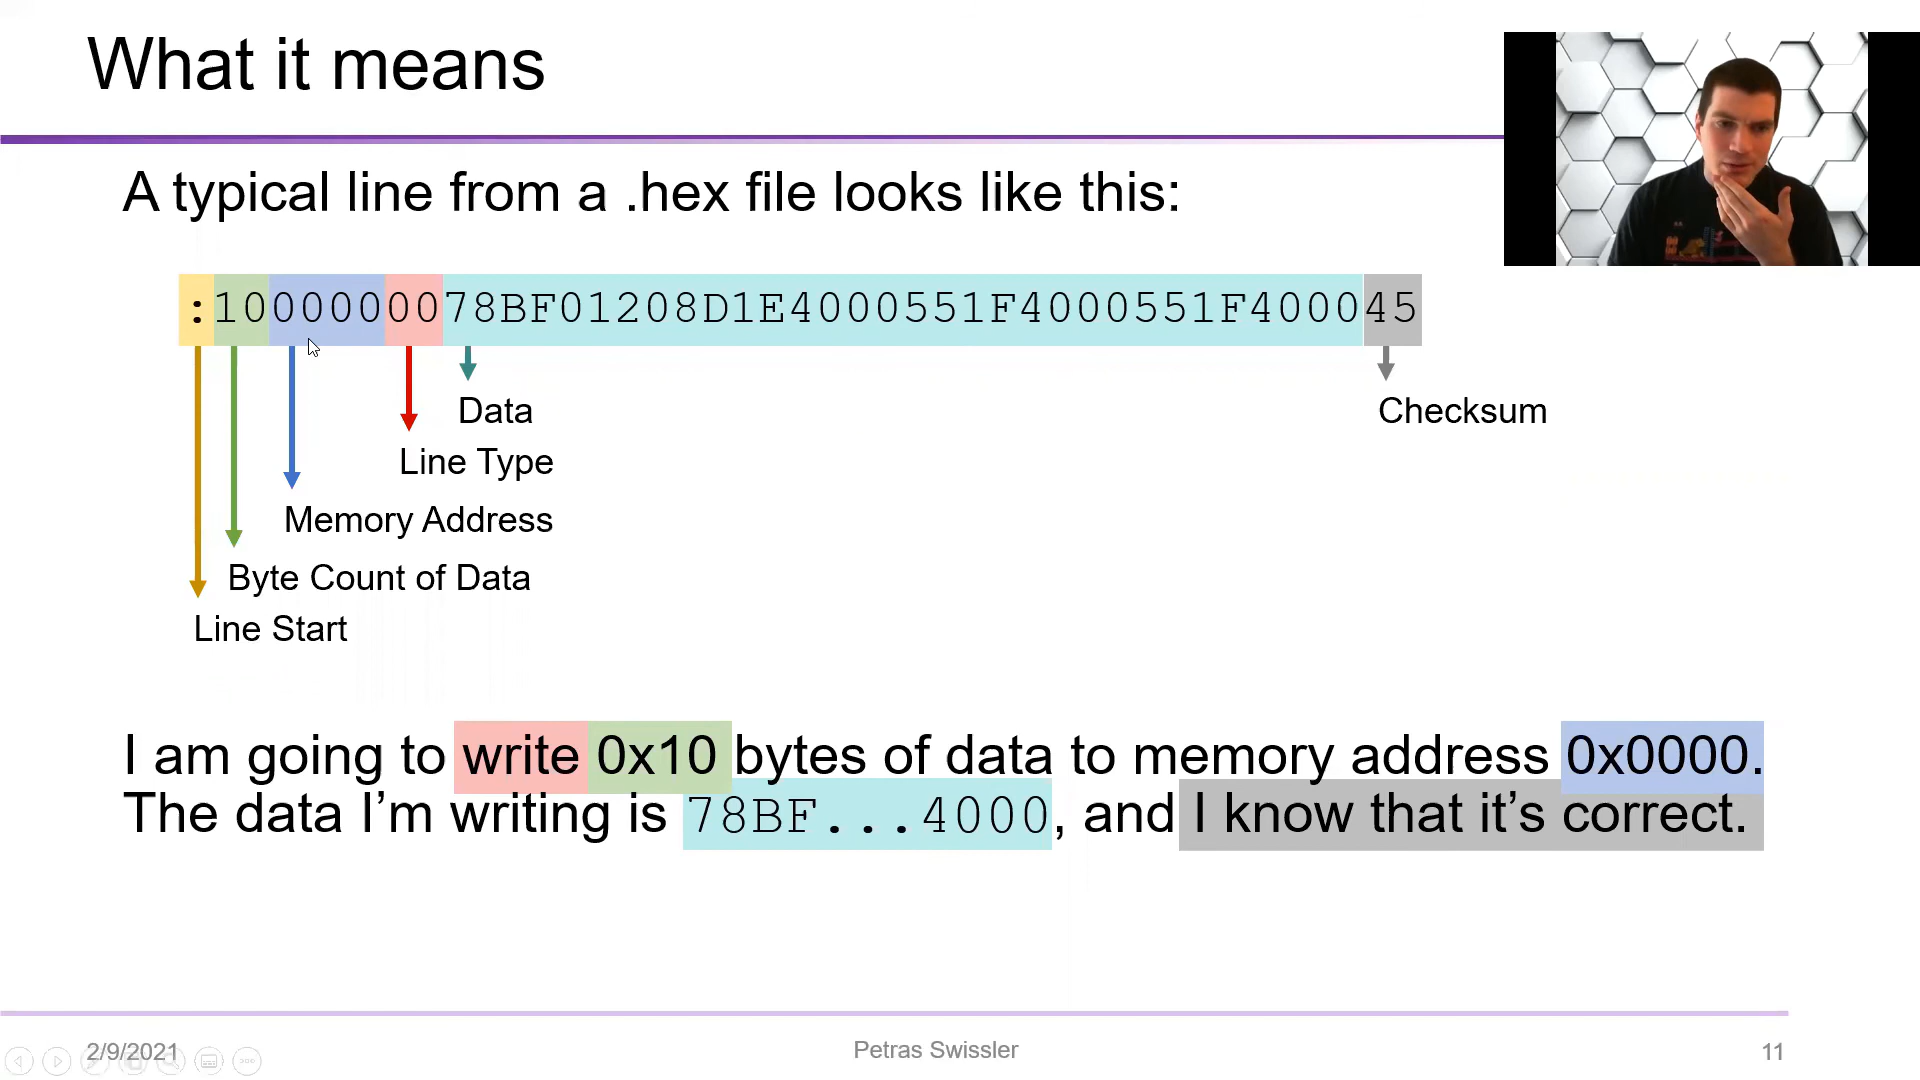 What it means
A typical line from a .hex file looks like this:
:1000000078BF01208D1E4000551F4000551F400045
Data
Checksum
Line Type
Memory Address
Byte Count of Data
Line Start
I am going to write 0x10 bytes of data to memory address 0x0000.
The data I’m writing is 78BF...4000, and I know that it’s correct.
2/9/2021
Petras Swissler
11